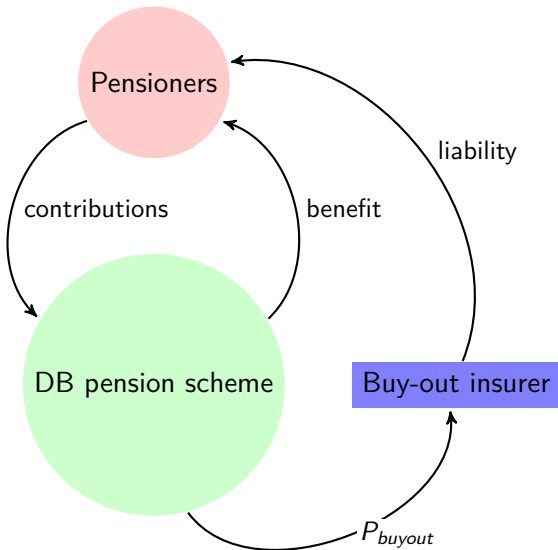 Pensioners
liability
contributions
benefit
DB pension scheme
Buy-out insurer
P_buyout